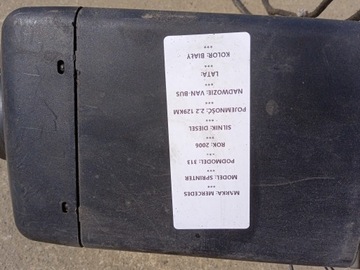 MARKA: MERCEDES
***
MODEL: SPRINTER
***
PODMODEL: 313
***
ROK: 2006
***
SILNIK: DIESEL
***
POJEMNOŚĆ: 2.2 129KM
***
NADWOZIE: VAN-BUS
***
LATA:
***
KOLOR: BIAŁY
***